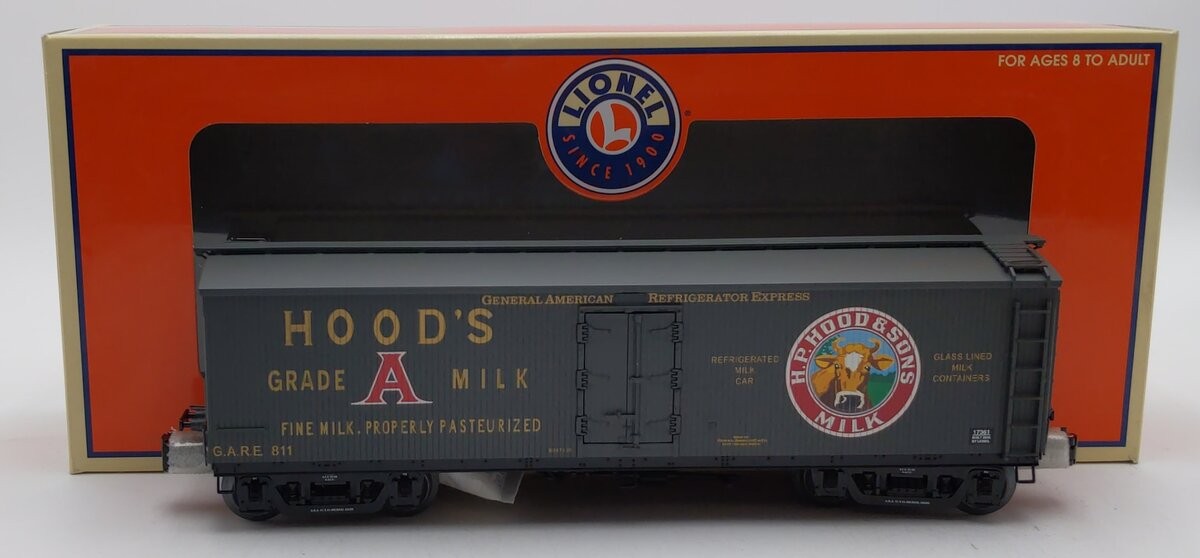 FOR AGES 8 TO ADULT
LIONEL
L
SINCE 1900
®
GENERAL AMERICAN REFRIGERATOR EXPRESS
HOOD'S
GRADE A MILK
FINE MILK. PROPERLY PASTEURIZED
G.A.R.E 811
REFRIGERATED
MILK
CAR
H.P. HOOD & SONS
MILK
GLASS LINED
MILK
CONTAINERS
17361